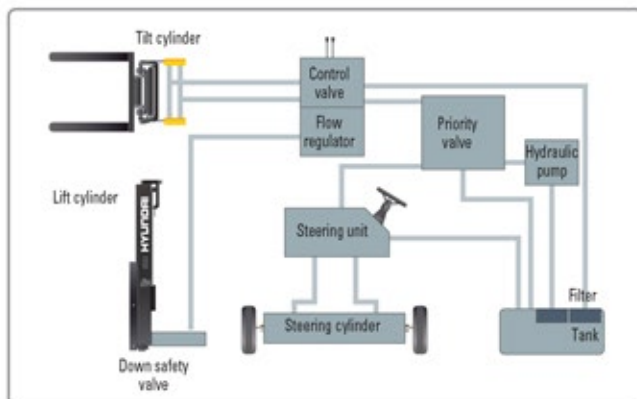 Tilt cylinder
Control
valve
Flow
regulator
Priority
valve
Hydraulic
pump
Lift cylinder
HYUNDAI
Steering unit
Filter
Steering cylinder
Tank
Down safety
valve